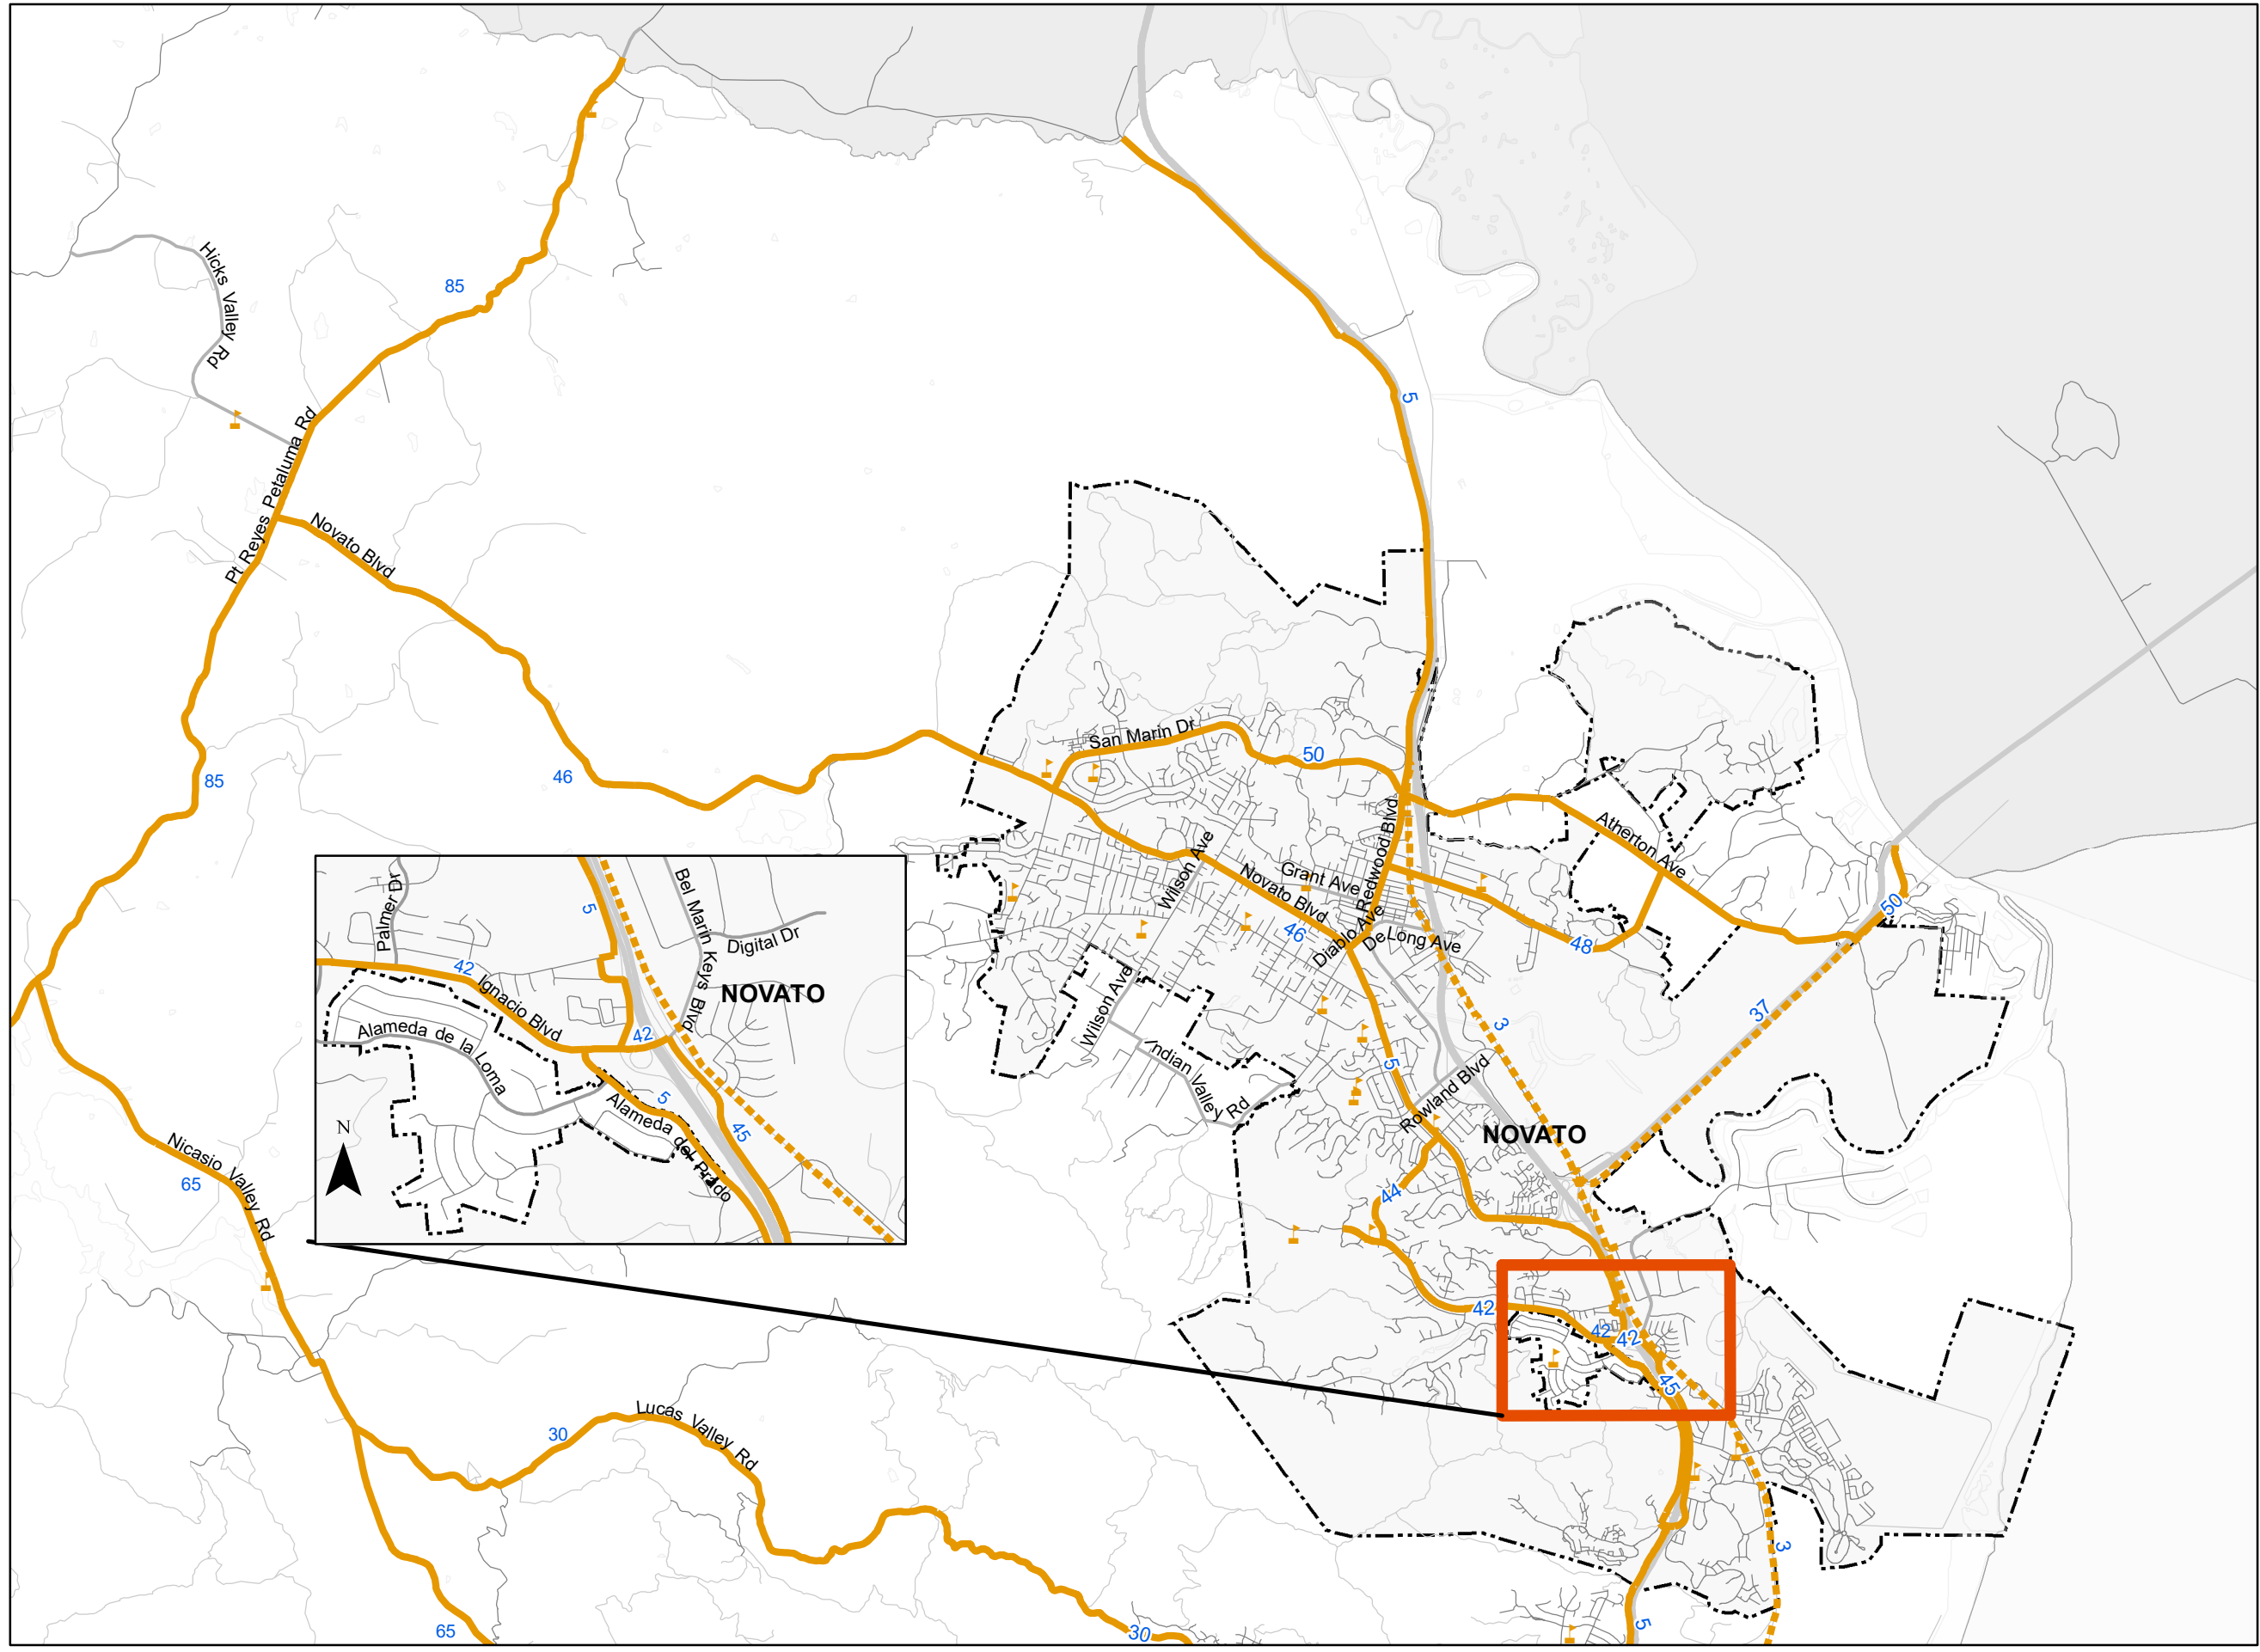 Hicks Valley Rd
85
5
Pt Reyes Petaluma Rd
Novato Blvd
San Marin Dr
50
85
46
Atherton Ave
Redwood Blvd
Wilson Ave
Grant Ave
Novato Blvd
46
Diablo Ave
DeLong Ave
48
50
37
3
Wilson Ave
Indian Valley Rd
5
Rowland Blvd
NOVATO
44
Palmer Dr
5
Bel Marin Keys Blvd
Digital Dr
NOVATO
42
Ignacio Blvd
42
Alameda de la Loma
5
Alameda del Prado
45
N
Nicasio Valley Rd
65
42
42
42
45
Lucas Valley Rd
30
3
65
30
5